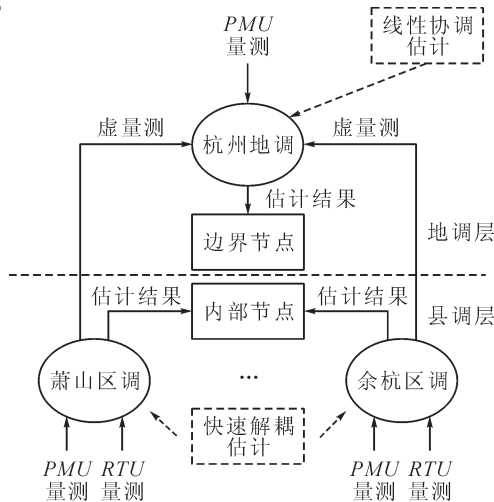 PMU
量测
线性协调
估计
虚量测
虚量测
杭州地调
估计结果
边界节点
地调层
估计结果
估计结果
内部节点
县调层
萧山区调
...
余杭区调
快速解耦
估计
PMU
量测
RTU
量测
PMU
量测
RTU
量测